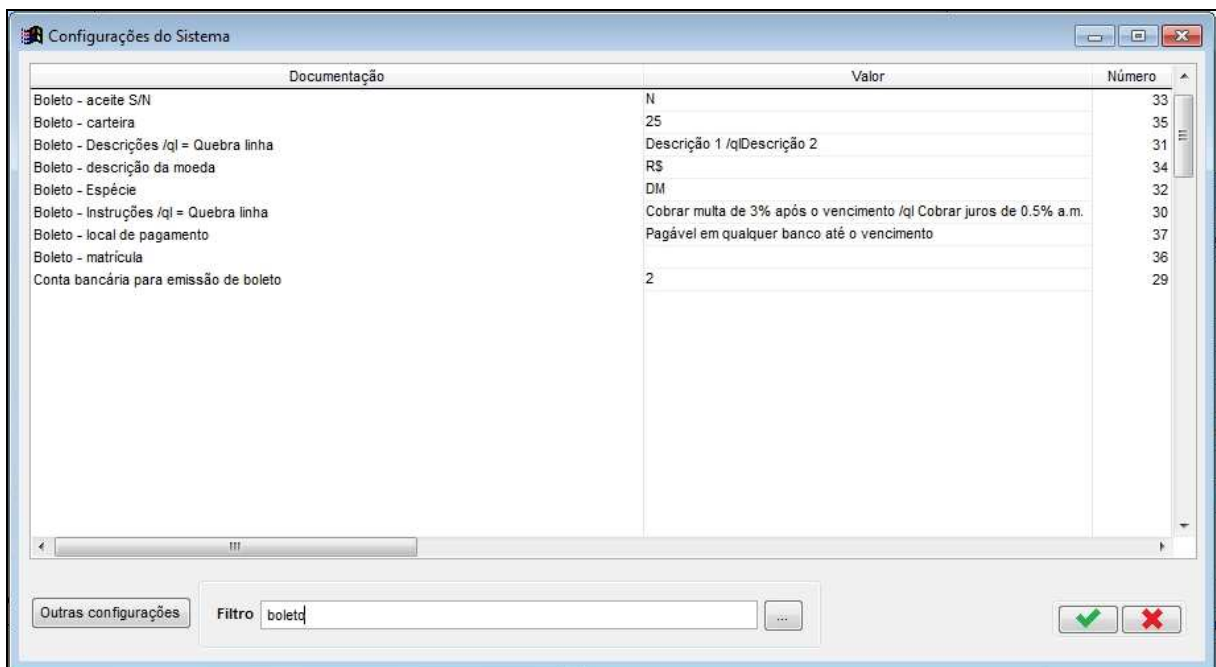 Configurações do Sistema
Documentação Valor Número
Boleto - aceite S/N N 33
Boleto - carteira 25 35
Boleto - Descrições /ql = Quebra linha Descrição 1 /qlDescrição 2 31
Boleto - descrição da moeda R$ 34
Boleto - Espécie DM 32
Boleto - Instruções /ql = Quebra linha Cobrar multa de 3% após o vencimento /ql Cobrar juros de 0.5% a.m. 30
Boleto - local de pagamento Pagável em qualquer banco até o vencimento 37
Boleto - matrícula 36
Conta bancária para emissão de boleto 2 29
Outras configurações Filtro boleto ...